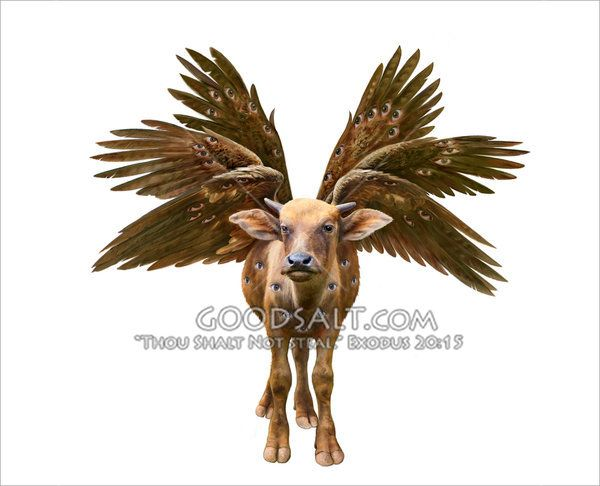 GOODSALT.COM
"THOU SHALT NOT STEAL," EXODUS 20:15